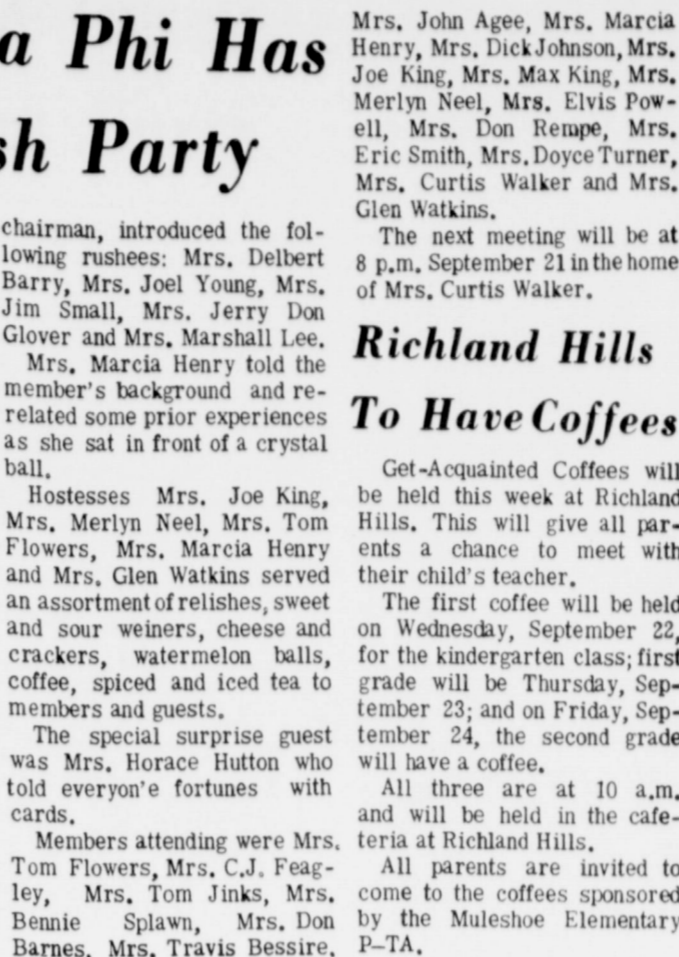 a Phi Has
sh Party
chairman, introduced the fol-
lowing rushees: Mrs. Delbert
Barry, Mrs. Joel Young, Mrs.
Jim Small, Mrs. Jerry Don
Glover and Mrs. Marshall Lee.
Mrs. Marcia Henry told the
member's background and re-
related some prior experiences
as she sat in front of a crystal
ball.
Hostesses Mrs. Joe King,
Mrs. Merlyn Neel, Mrs. Tom
Flowers, Mrs. Marcia Henry
and Mrs. Glen Watkins served
an assortment of relishes, sweet
and sour weiners, cheese and
crackers, watermelon balls,
coffee, spiced and iced tea to
members and guests.
The special surprise guest
was Mrs. Horace Hutton who
told everyon'e fortunes with
cards.
Members attending were Mrs.
Tom Flowers, Mrs. C.J. Feag-
ley, Mrs. Tom Jinks, Mrs.
Bennie Splawn, Mrs. Don
Barnes, Mrs. Travis Bessire,
Mrs. John Agee, Mrs. Marcia
Henry, Mrs. Dick Johnson, Mrs.
Joe King, Mrs. Max King, Mrs.
Merlyn Neel, Mrs. Elvis Pow-
ell, Mrs. Don Rempe, Mrs.
Eric Smith, Mrs. Doyce Turner,
Mrs. Curtis Walker and Mrs.
Glen Watkins.
The next meeting will be at
8 p.m. September 21 in the home
of Mrs. Curtis Walker.
Richland Hills
To Have Coffees
Get-Acquainted Coffees will
be held this week at Richland
Hills. This will give all par-
ents a chance to meet with
their child's teacher.
The first coffee will be held
on Wednesday, September 22,
for the kindergarten class; first
grade will be Thursday, Sep-
tember 23; and on Friday, Sep-
tember 24, the second grade
will have a coffee.
All three are at 10 a.m.
and will be held in the cafe-
teria at Richland Hills.
All parents are invited to
come to the coffees sponsored
by the Muleshoe Elementary
P-TA.